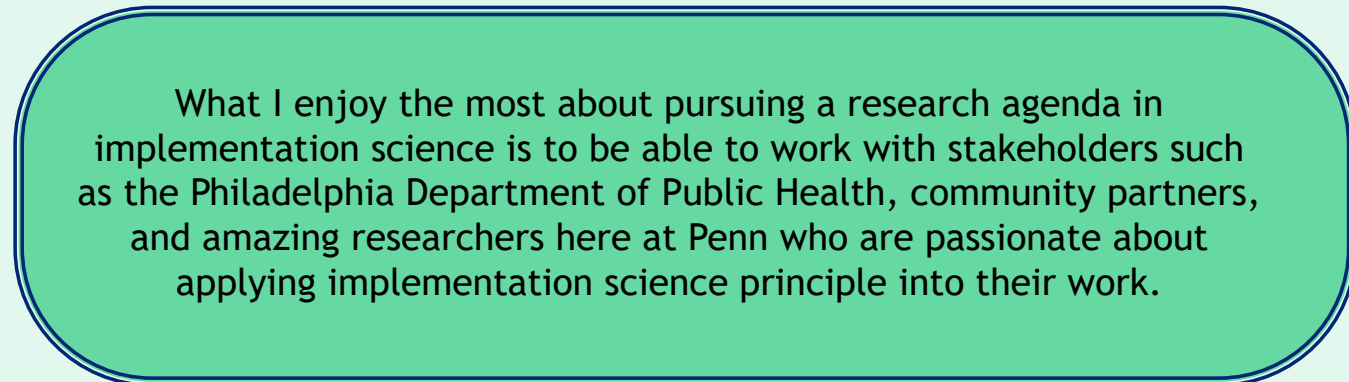 What I enjoy the most about pursuing a research agenda in
implementation science is to be able to work with stakeholders such
as the Philadelphia Department of Public Health, community partners,
and amazing researchers here at Penn who are passionate about
applying implementation science principle into their work.